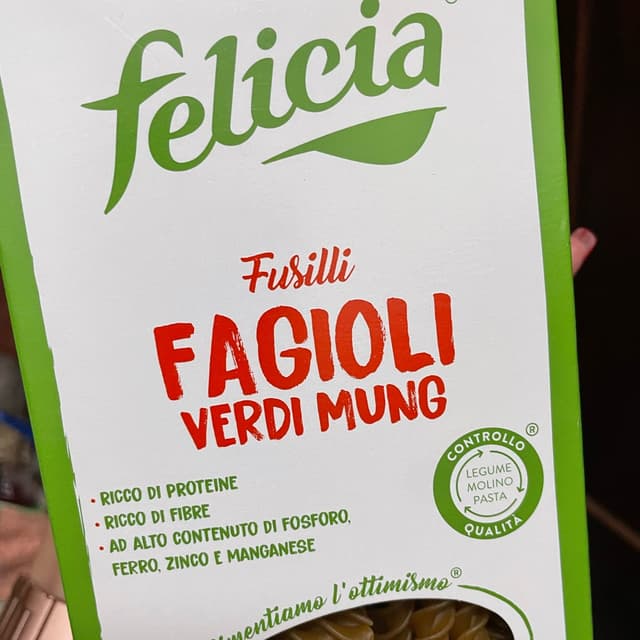 felicia
Fusilli
FAGIOLI
VERDI MUNG
• RICCO DI PROTEINE
• RICCO DI FIBRE
• AD ALTO CONTENUTO DI FOSFORO,
FERRO, ZINCO E MANGANESE
CONTROLLO
LEGUME
MOLINO
PASTA
QUALITÀ
®
limentiamo l'ottimismo®